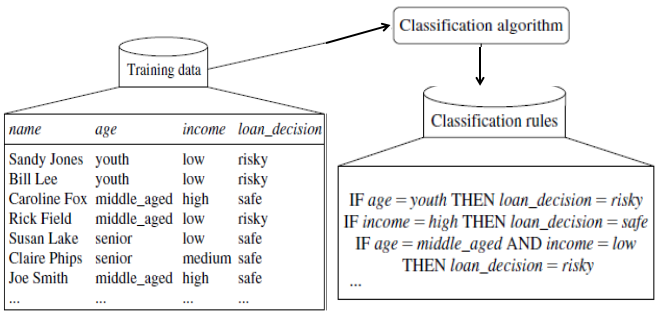 Classification algorithm
Training data
name age income loan_decision
Sandy Jones youth low risky
Bill Lee youth low risky
Caroline Fox middle_aged high safe
Rick Field middle_aged low risky
Susan Lake senior low safe
Claire Phips senior medium safe
Joe Smith middle_aged high safe
... ... ... ...
Classification rules
IF age = youth THEN loan_decision = risky
IF income = high THEN loan_decision = safe
IF age = middle_aged AND income = low
THEN loan_decision = risky
...